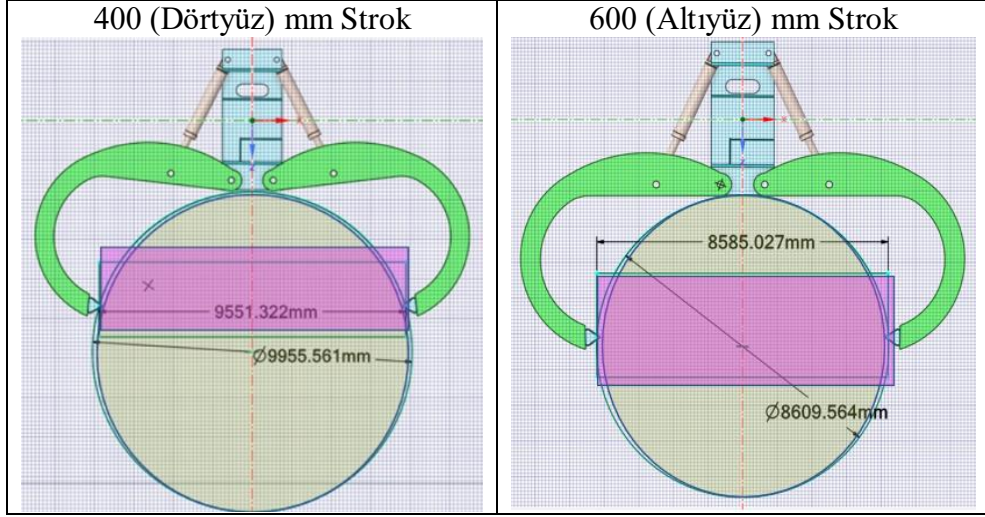 400 (Dörtyüz) mm Strok
600 (Altıyüz) mm Strok
9551.322mm
Ø9955.561mm
8585.027mm
Ø8609.564mm